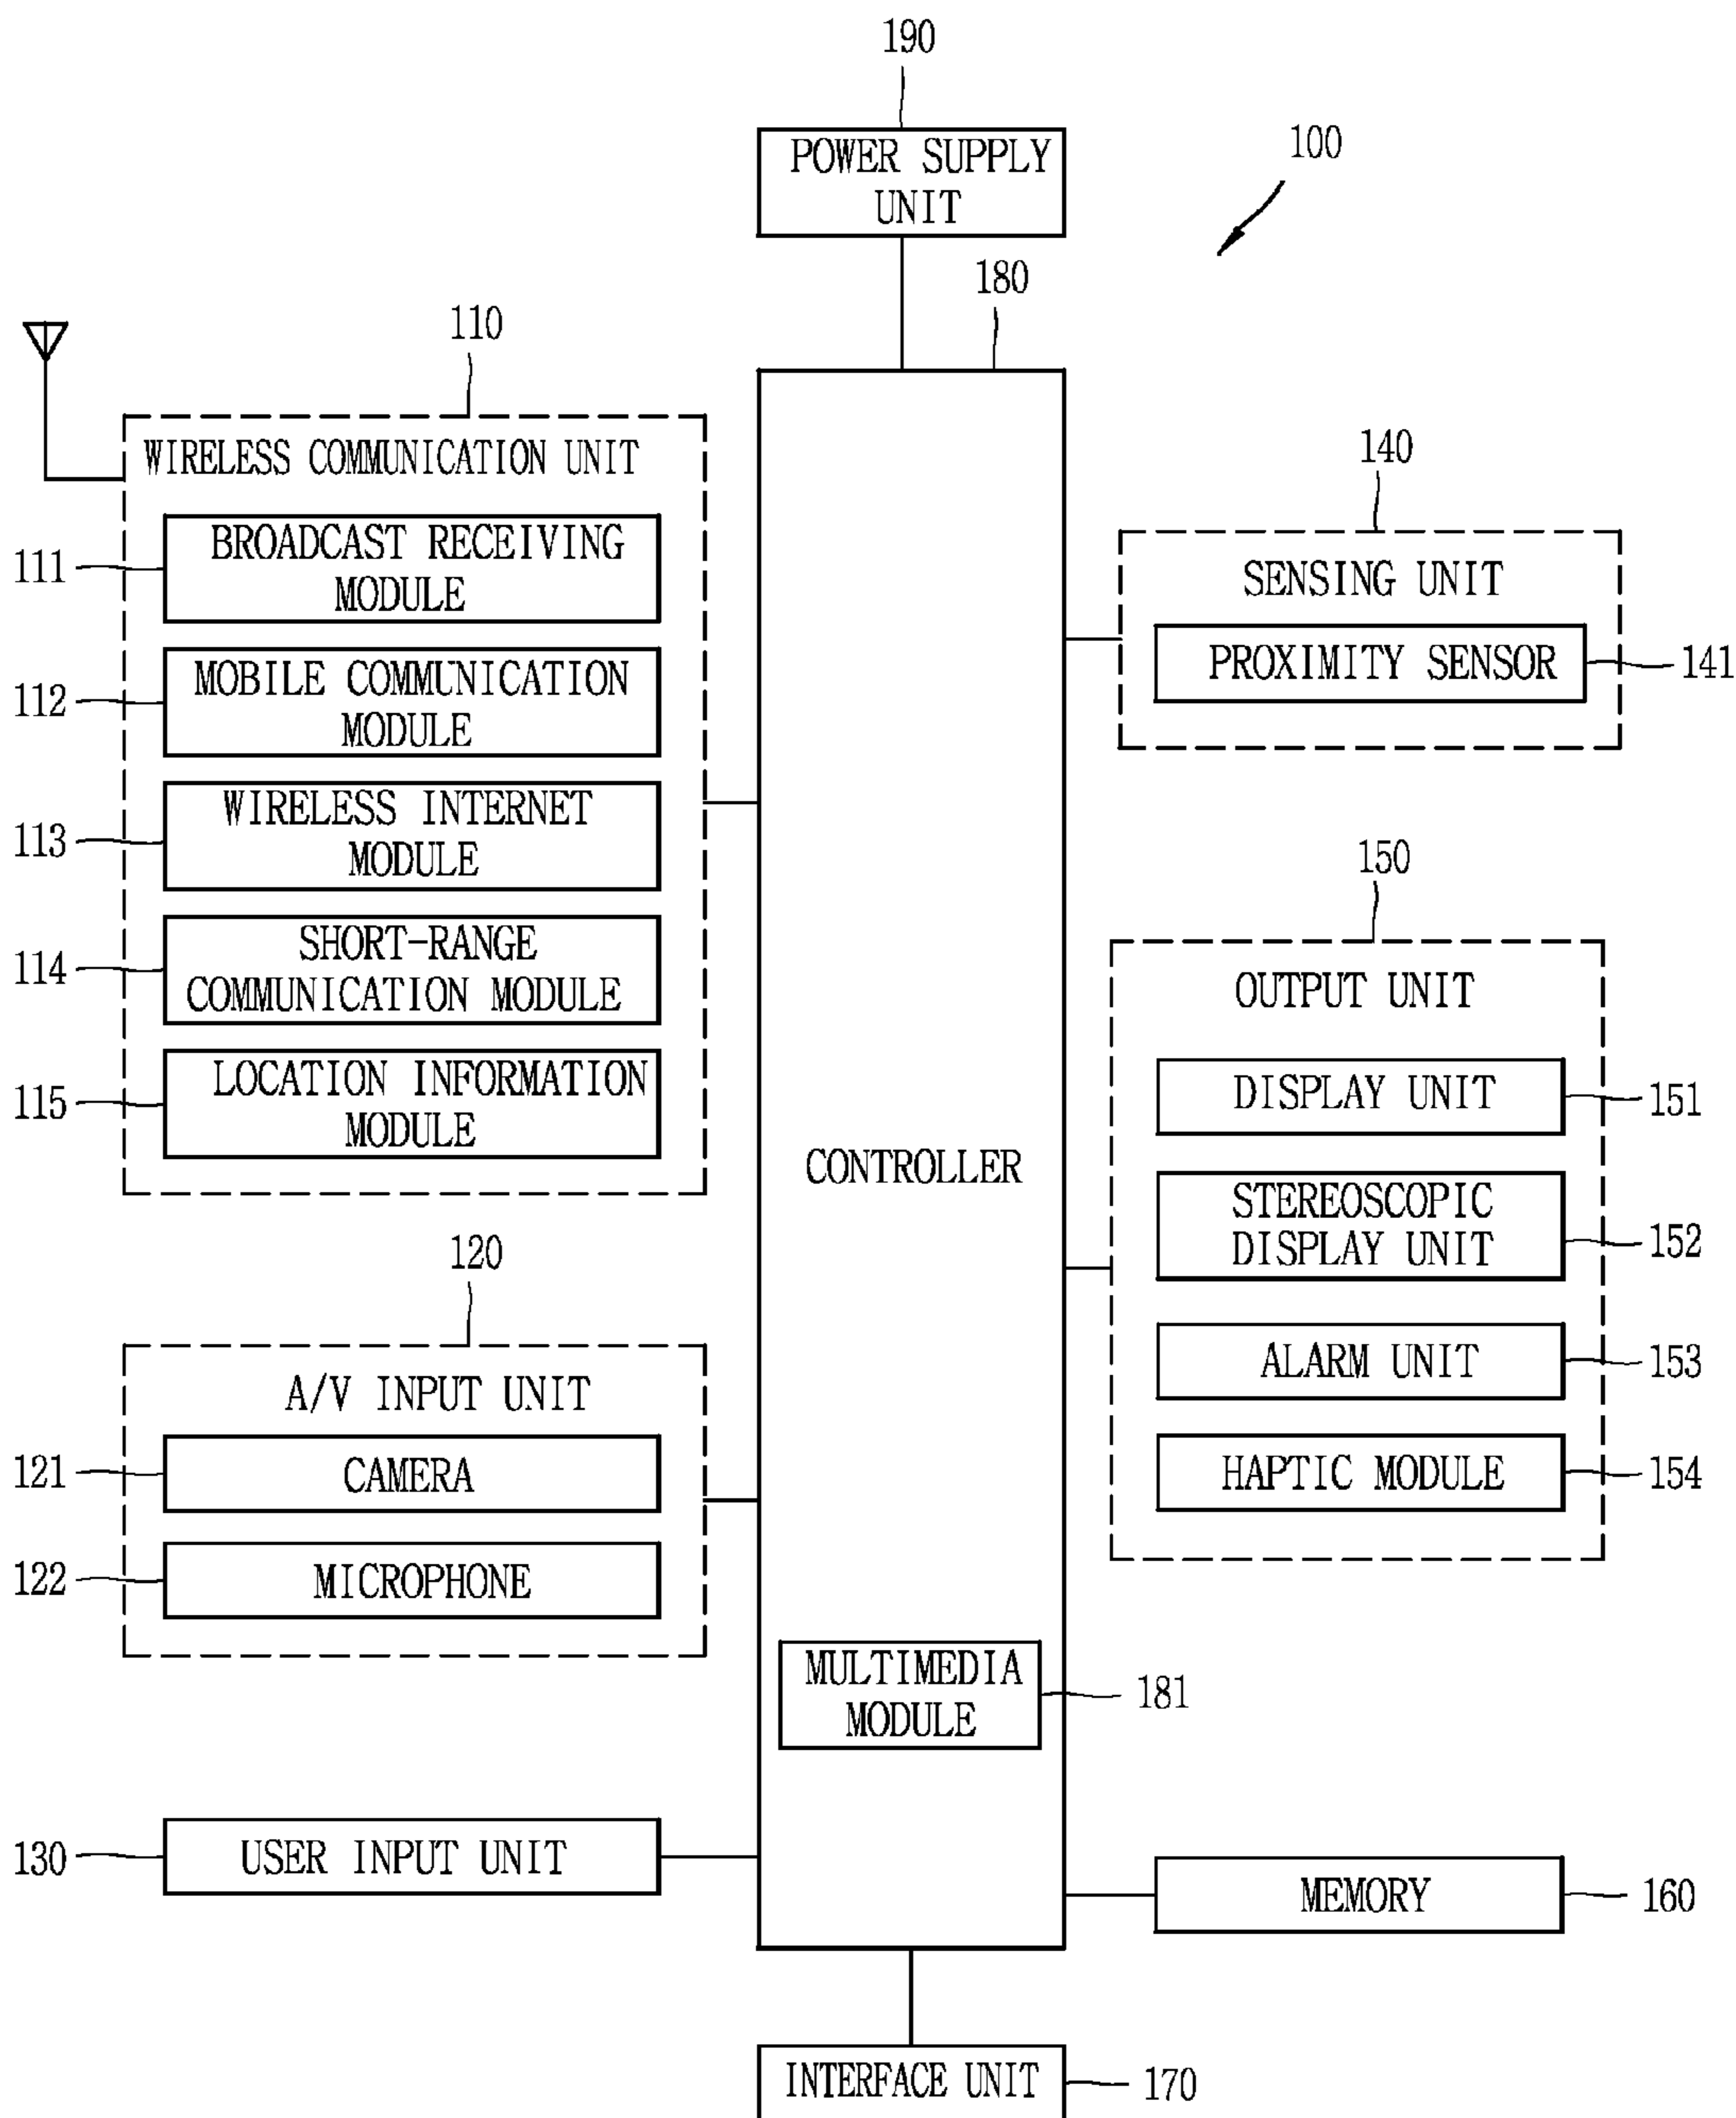 190
POWER SUPPLY
UNIT
100
180
110
WIRELESS COMMUNICATION UNIT
111
BROADCAST RECEIVING
MODULE
112
MOBILE COMMUNICATION
MODULE
113
WIRELESS INTERNET
MODULE
114
SHORT-RANGE
COMMUNICATION MODULE
115
LOCATION INFORMATION
MODULE
120
A/V INPUT UNIT
121
CAMERA
122
MICROPHONE
130
USER INPUT UNIT
CONTROLLER
MULTIMEDIA
MODULE
181
140
SENSING UNIT
PROXIMITY SENSOR
141
150
OUTPUT UNIT
DISPLAY UNIT
151
STEREOSCOPIC
DISPLAY UNIT
152
ALARM UNIT
153
HAPTIC MODULE
154
MEMORY
160
INTERFACE UNIT
170